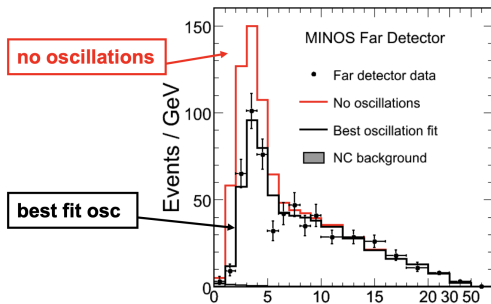 no oscillations
best fit osc
Events / GeV
150
100
50
0
MINOS Far Detector
Far detector data
No oscillations
Best oscillation fit
NC background
0 5 10 15 20 30 50